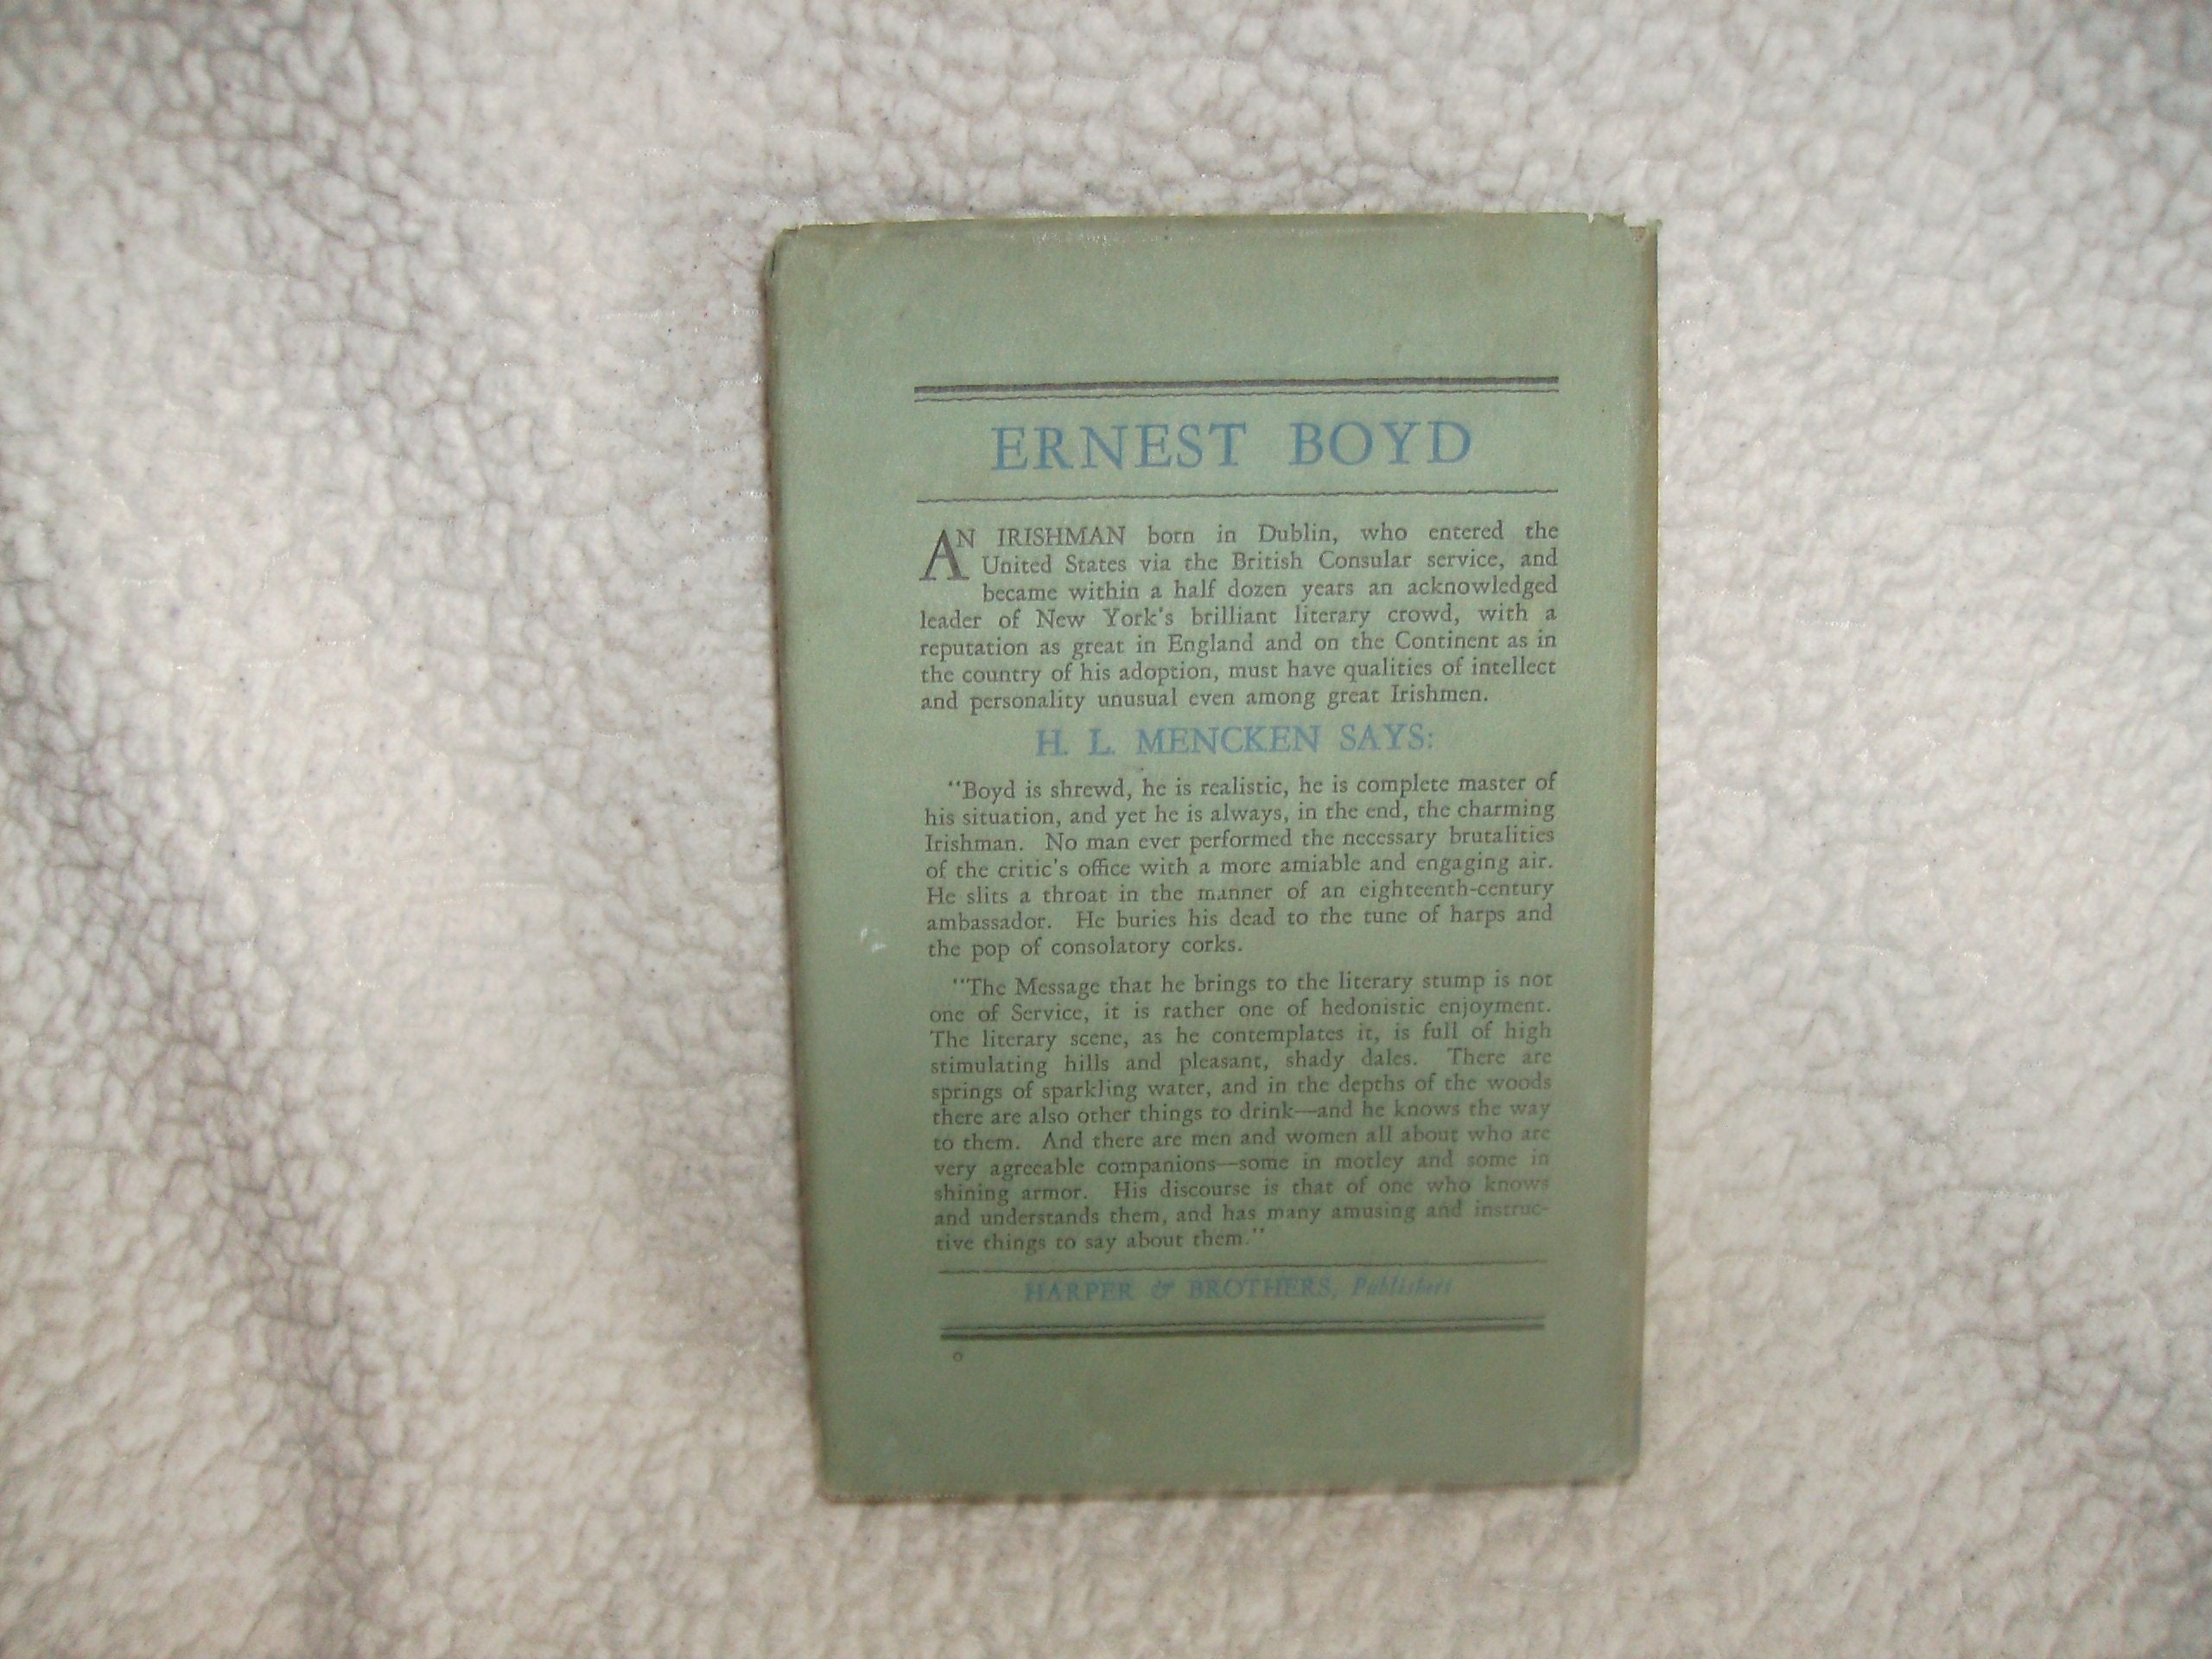 ERNEST BOYD
AN IRISHMAN born in Dublin, who entered the
United States via the British Consular service, and
became within a half dozen years an acknowledged
leader of New York's brilliant literary crowd, with a
reputation as great in England and on the Continent as in
the country of his adoption, must have qualities of intellect
and personality unusual even among great Irishmen.
H. L. MENCKEN SAYS:
"Boyd is shrewd, he is realistic, he is complete master of
his situation, and yet he is always, in the end, the charming
Irishman. No man ever performed the necessary brutalities
of the critic's office with a more amiable and engaging air.
He slits a throat in the manner of an eighteenth-century
ambassador. He buries his dead to the tune of harps and
the pop of consolatory corks.
"The Message that he brings to the literary stump is not
one of Service, it is rather one of hedonistic enjoyment.
The literary scene, as he contemplates it, is full of high
stimulating hills and pleasant, shady dales. There are
springs of sparkling water, and in the depths of the woods
there are also other things to drink—and he knows the way
to them. And there are men and women all about who are
very agreeable companions—some in motley and some in
shining armor. His discourse is that of one who knows
and understands them, and has many amusing and instruc-
tive things to say about them."
HARPER & BROTHERS, Publishers
o